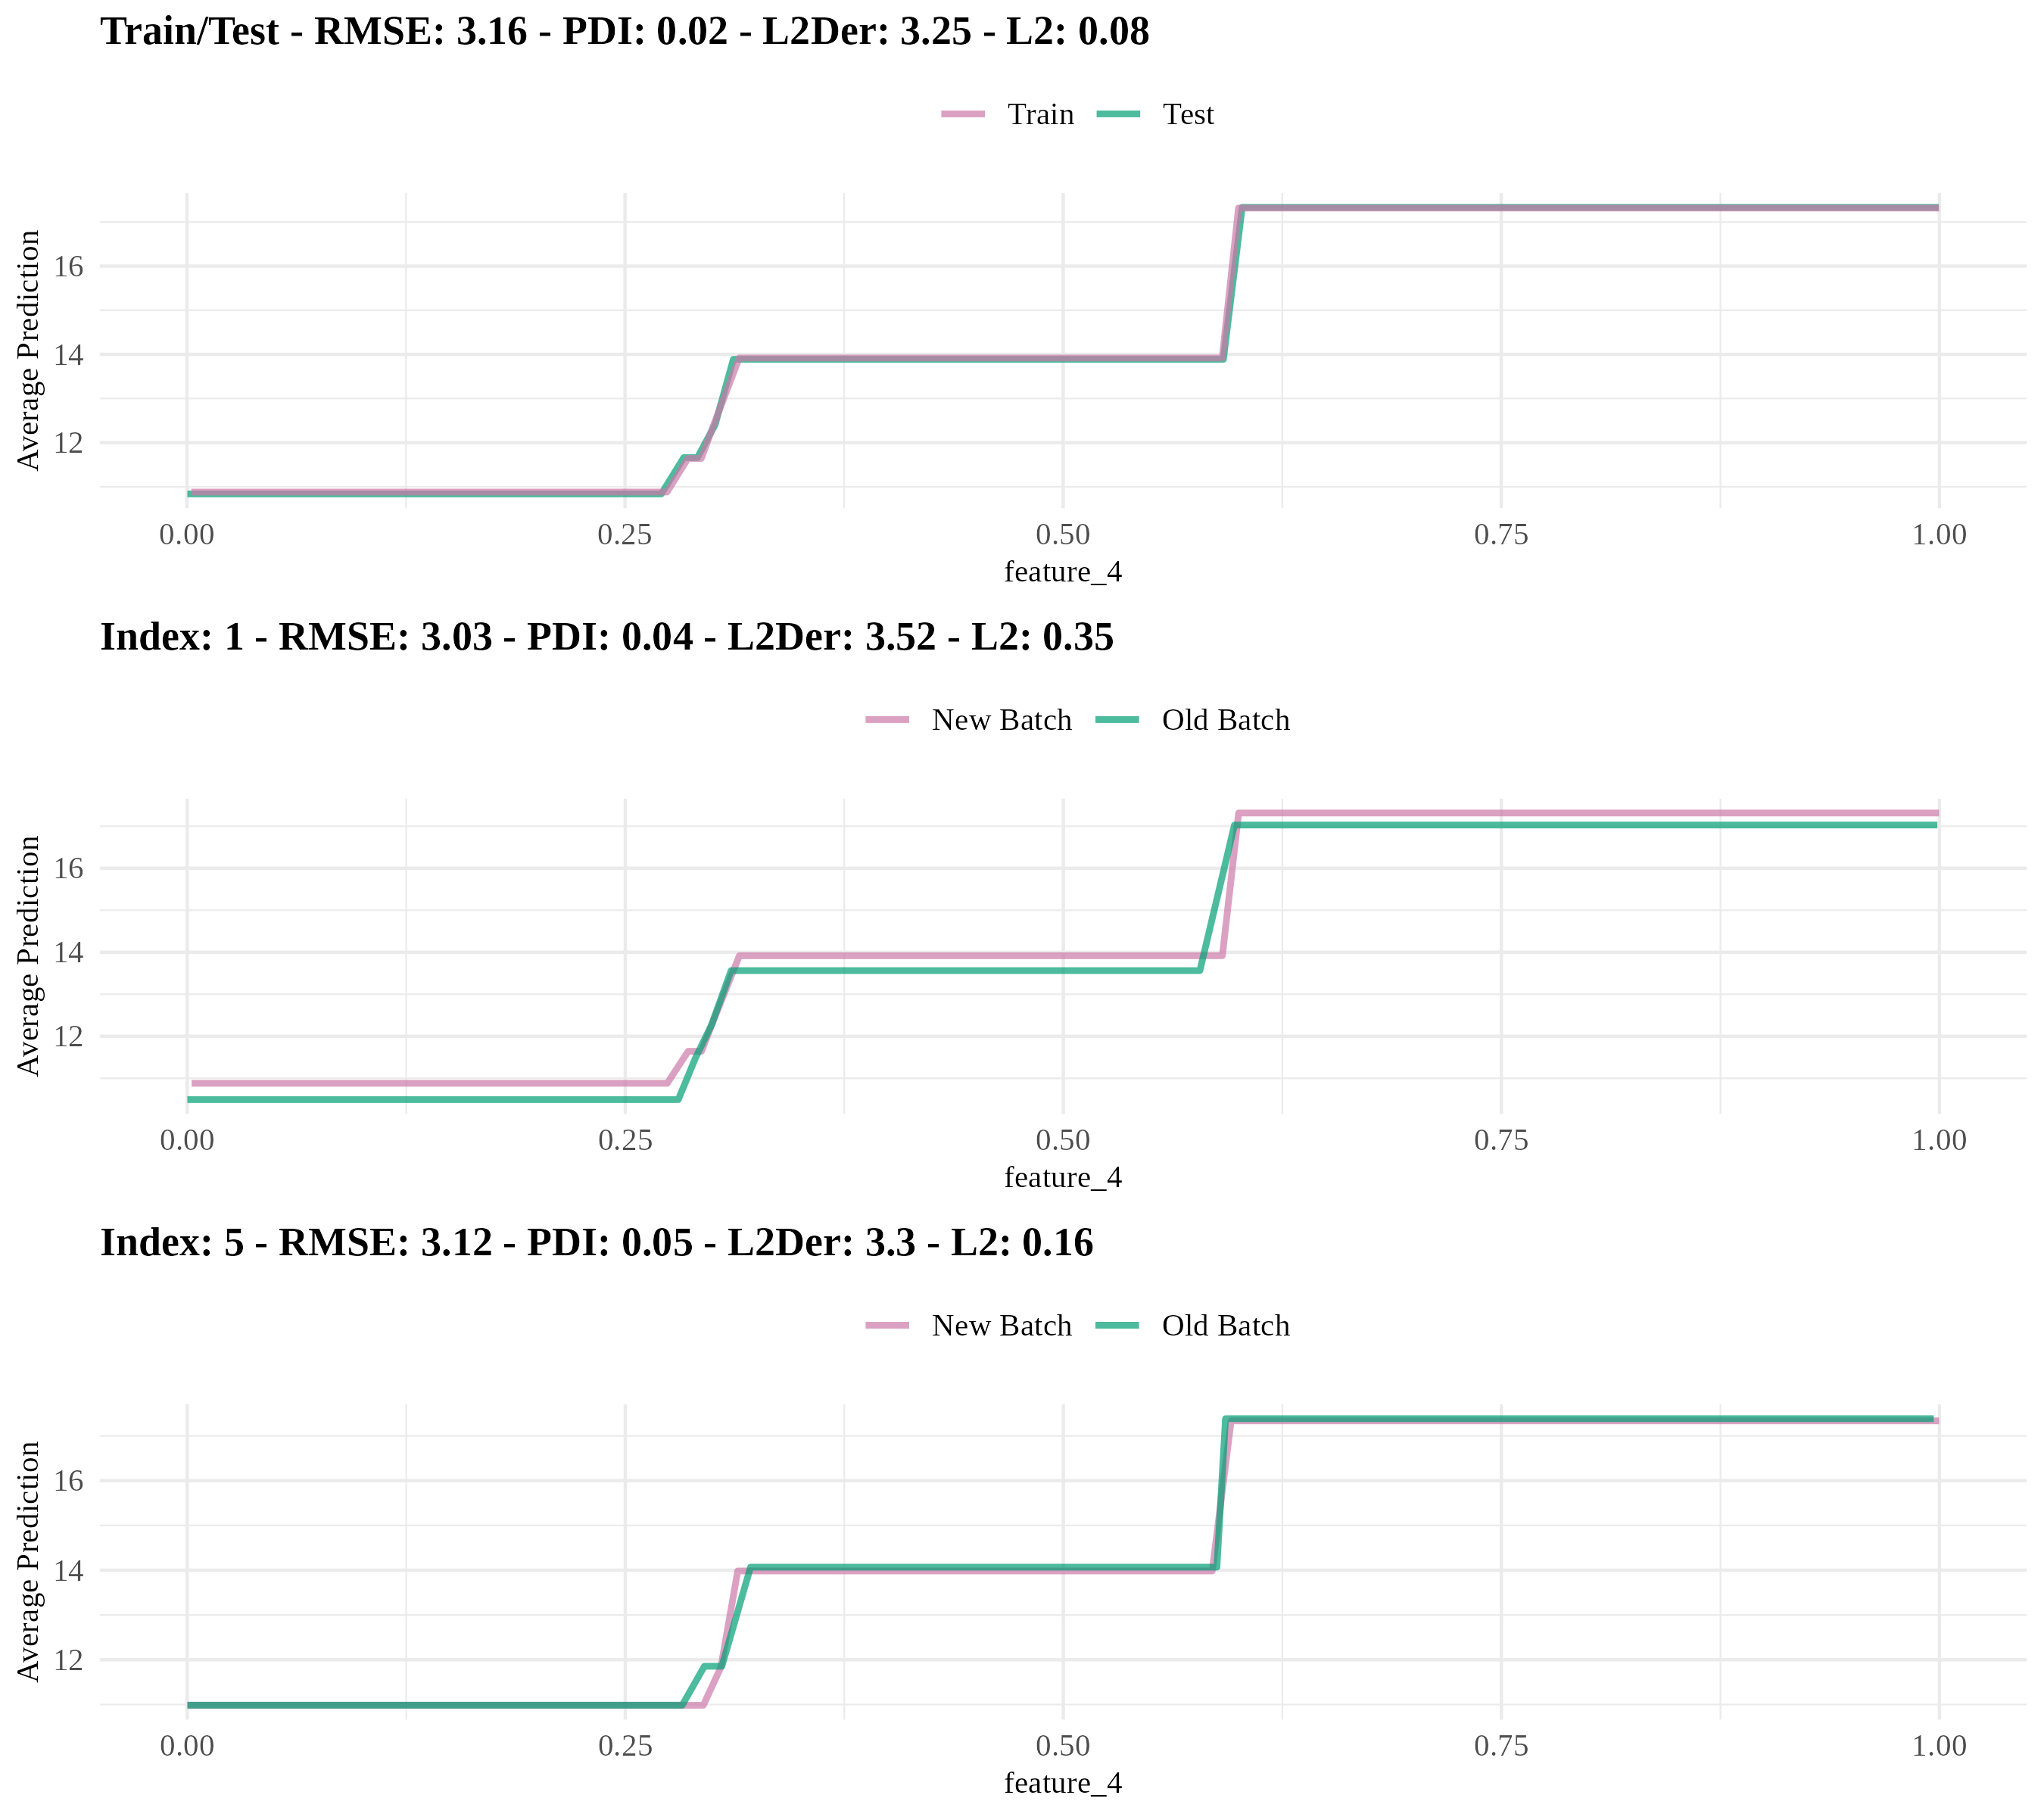 Train/Test - RMSE: 3.16 - PDI: 0.02 - L2Der: 3.25 - L2: 0.08
Train Test
Average Prediction
16
14
12
0.00 0.25 0.50 0.75 1.00
feature_4
Index: 1 - RMSE: 3.03 - PDI: 0.04 - L2Der: 3.52 - L2: 0.35
New Batch Old Batch
Average Prediction
16
14
12
0.00 0.25 0.50 0.75 1.00
feature_4
Index: 5 - RMSE: 3.12 - PDI: 0.05 - L2Der: 3.3 - L2: 0.16
New Batch Old Batch
Average Prediction
16
14
12
0.00 0.25 0.50 0.75 1.00
feature_4